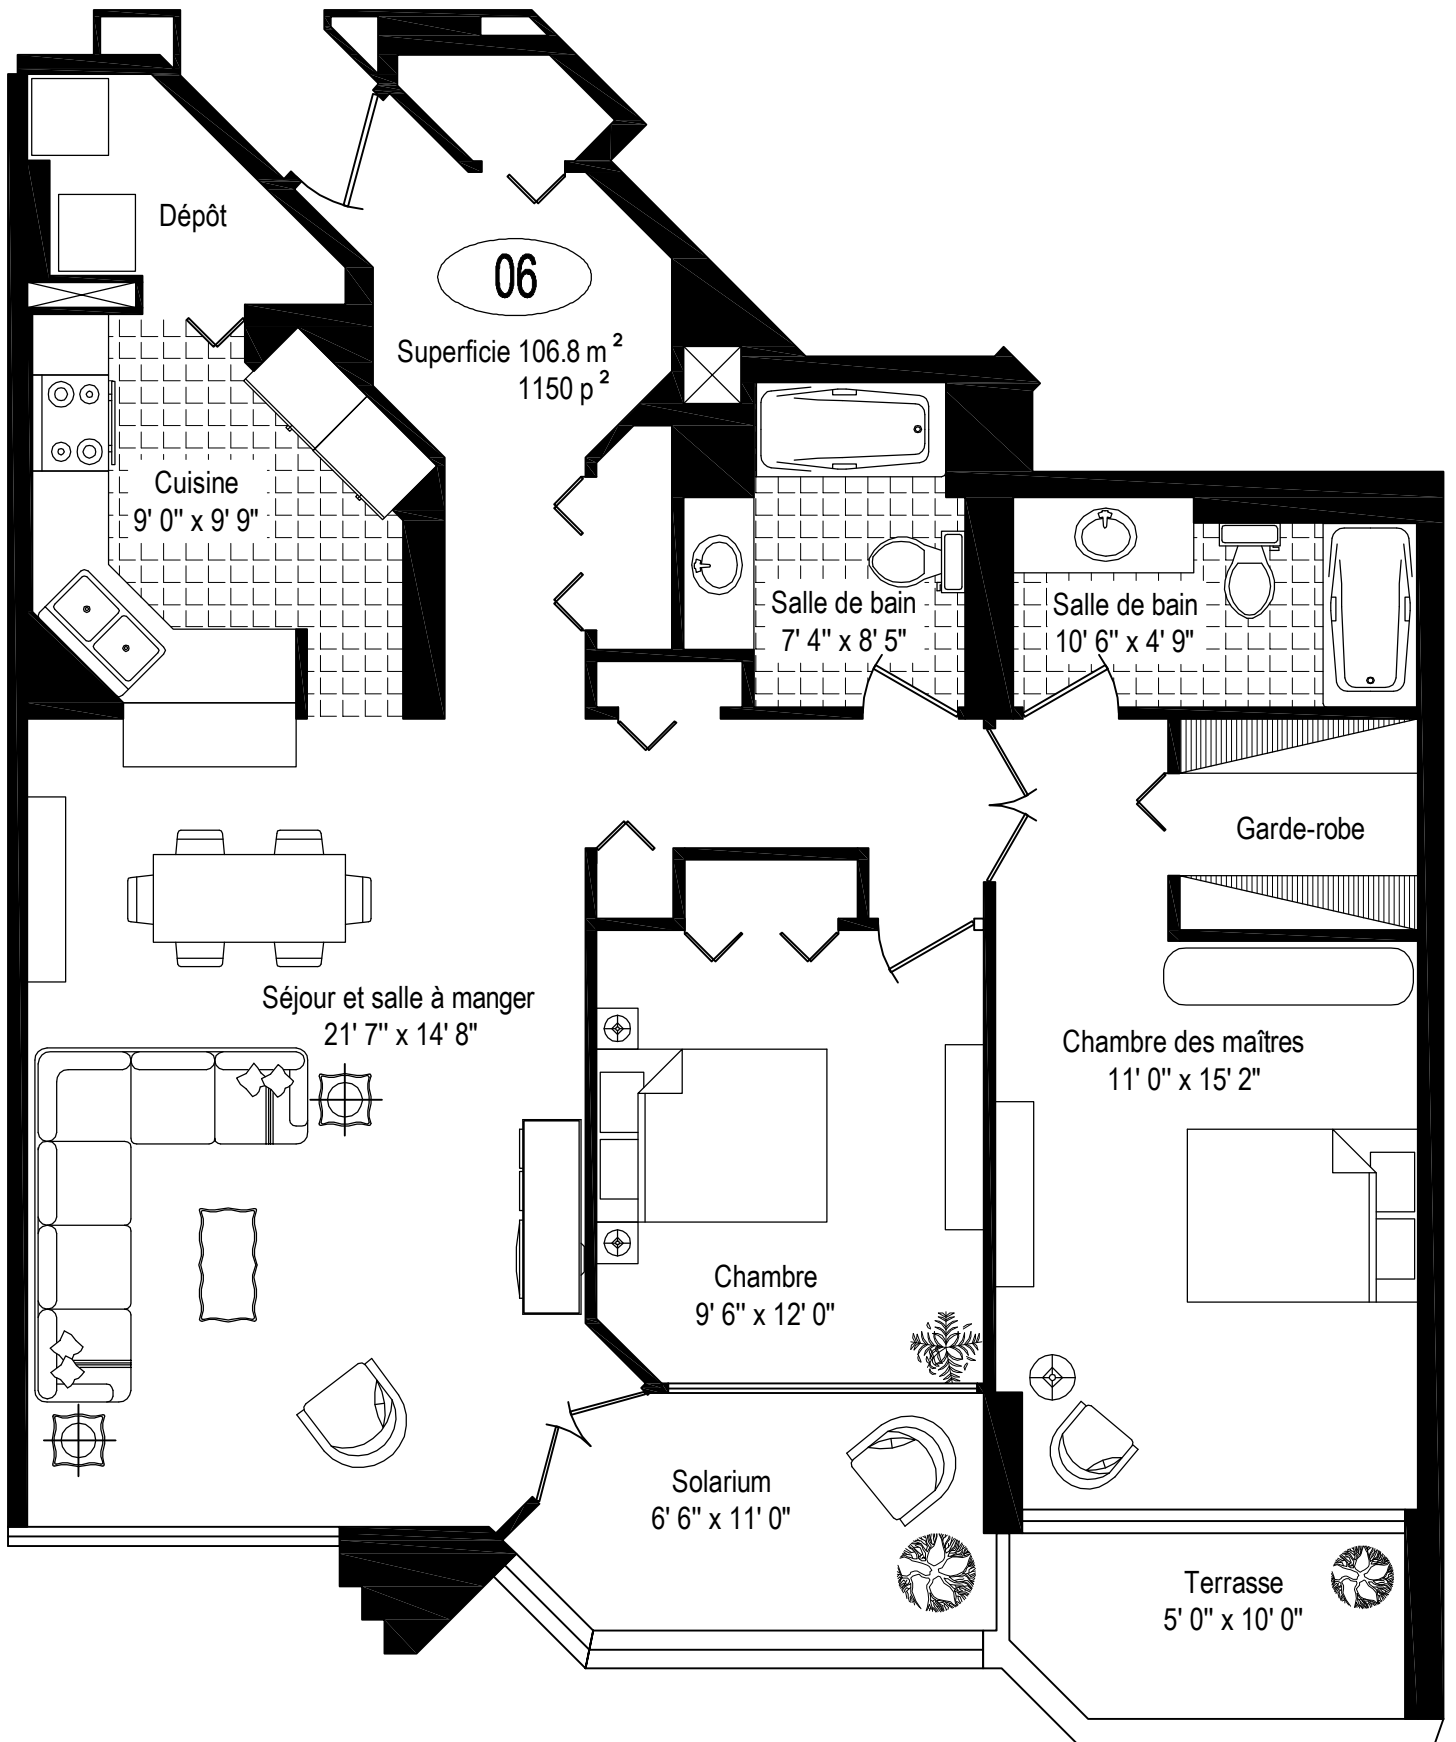 Dépôt
06
Superficie 106.8 m²
1150 p²
Cuisine
9' 0" x 9' 9"
Salle de bain
7' 4" x 8' 5"
Salle de bain
10' 6" x 4' 9"
Garde-robe
Séjour et salle à manger
21' 7" x 14' 8"
Chambre des maîtres
11' 0" x 15' 2"
Chambre
9' 6" x 12' 0"
Solarium
6' 6" x 11' 0"
Terrasse
5' 0" x 10' 0"